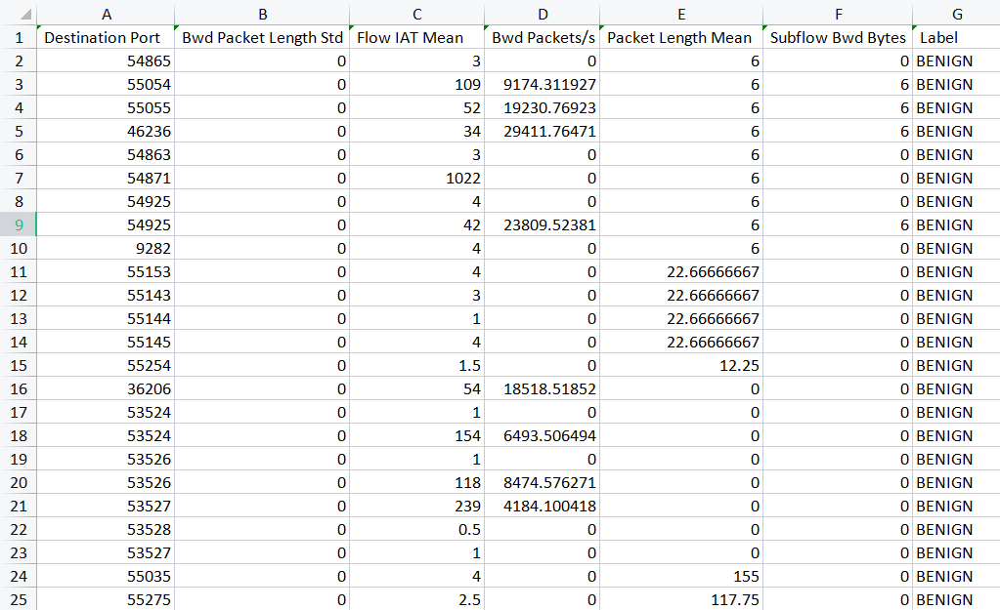 A B C D E F G
1 Destination Port Bwd Packet Length Std Flow IAT Mean Bwd Packets/s Packet Length Mean Subflow Bwd Bytes Label
2 54865 0 3 0 6 0 BENIGN
3 55054 0 109 9174.311927 6 6 BENIGN
4 55055 0 52 19230.76923 6 6 BENIGN
5 46236 0 34 29411.76471 6 6 BENIGN
6 54863 0 3 0 6 0 BENIGN
7 54871 0 1022 0 6 0 BENIGN
8 54925 0 4 0 6 0 BENIGN
9 54925 0 42 23809.52381 6 6 BENIGN
10 9282 0 4 0 6 0 BENIGN
11 55153 0 4 0 22.66666667 0 BENIGN
12 55143 0 3 0 22.66666667 0 BENIGN
13 55144 0 1 0 22.66666667 0 BENIGN
14 55145 0 4 0 22.66666667 0 BENIGN
15 55254 0 1.5 0 12.25 0 BENIGN
16 36206 0 54 18518.51852 0 0 BENIGN
17 53524 0 1 0 0 0 BENIGN
18 53524 0 154 6493.506494 0 0 BENIGN
19 53526 0 1 0 0 0 BENIGN
20 53526 0 118 8474.576271 0 0 BENIGN
21 53527 0 239 4184.100418 0 0 BENIGN
22 53528 0 0.5 0 0 0 BENIGN
23 53527 0 1 0 0 0 BENIGN
24 55035 0 4 0 155 0 BENIGN
25 55275 0 2.5 0 117.75 0 BENIGN